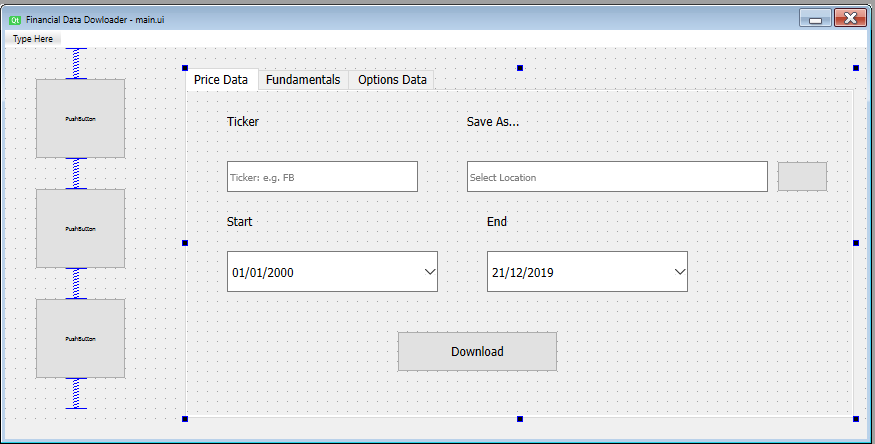 Qt Financial Data Dowloader - main.ui
Type Here
PushButton
PushButton
PushButton
Price Data Fundamentals Options Data
Ticker Save As...
Ticker: e.g. FB Select Location
Start End
01/01/2000 21/12/2019
Download